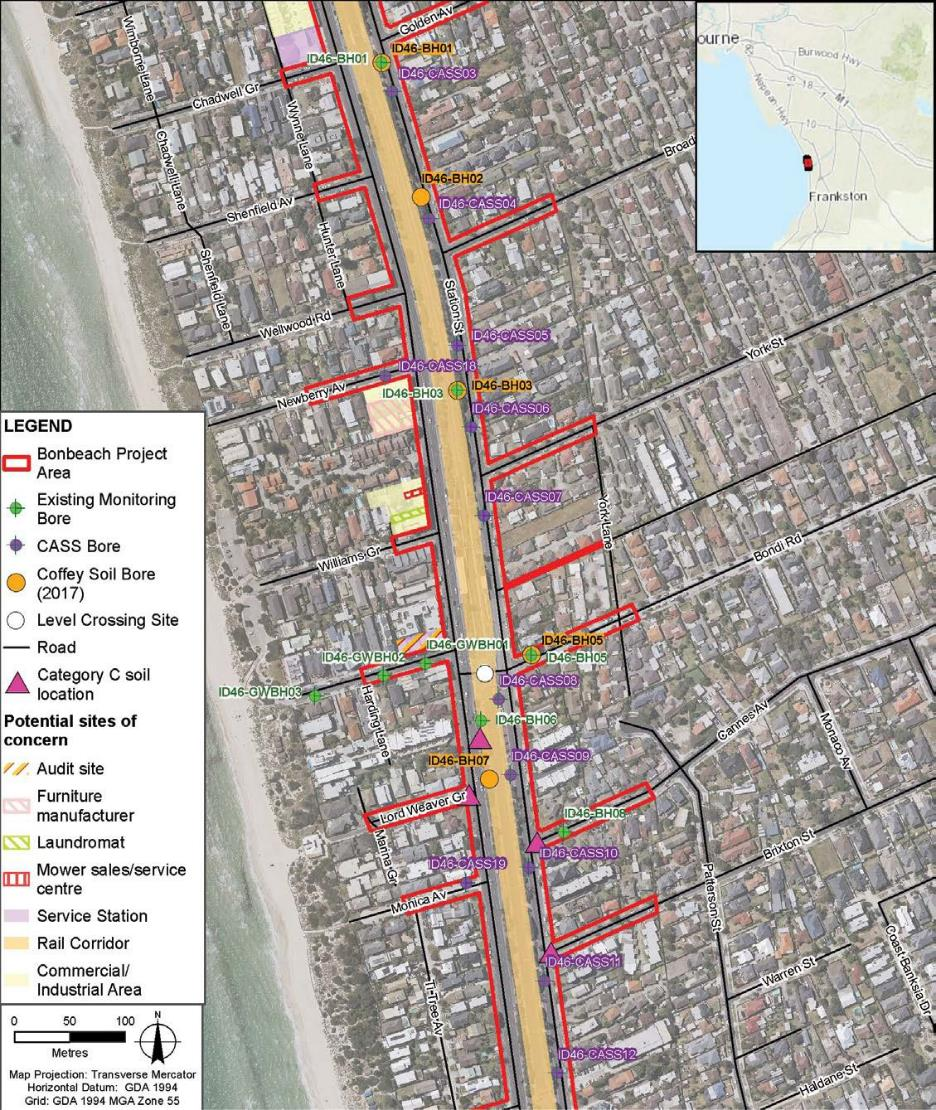 Golden Av
ID46-BH01
ID46-BH01
ID46-CASS03
Wimborne Lane
Chadwell Gr
Wynne Lane
Chadwell Lane
Broad
ID46-BH02
ID46-CASS04
Shenfield Av
Hunter Lane
Shenfield Lane
Station St
Wellwood Rd
ID46-CASS05
York St
ID46-CASS18
Newberry Av
ID46-BH03
ID46-BH03
ID46-CASS06
ID46-CASS07
York Lane
Bondi Rd
Williams Gr
ID46-BH05
ID46-BH05
ID46-GWBH01
ID46-GWBH02
ID46-GWBH03
ID46-CASS08
Harding Lane
ID46-BH06
Cannes Av
Monaco Av
ID46-CASS09
ID46-BH07
Lord Weaver Gr
ID46-BH08
Marina Gr
Brixton St
ID46-CASS10
ID46-CASS19
Monica Av
Patterson St
ID46-CASS11
Warren St
Coast Banksia Dr
Ti-Tree Av
ID46-CASS12
Haldane St
ourne
Burwood Hwy
Nepean Hwy
M1
Frankston
LEGEND
Bonbeach Project
Area
Existing Monitoring
Bore
CASS Bore
Coffey Soil Bore
(2017)
Level Crossing Site
Road
Category C soil
location
Potential sites of
concern
Audit site
Furniture
manufacturer
Laundromat
Mower sales/service
centre
Service Station
Rail Corridor
Commercial/
Industrial Area
0 50 100
N
Metres
Map Projection: Transverse Mercator
Horizontal Datum: GDA 1994
Grid: GDA 1994 MGA Zone 55